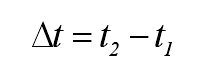 Δt = t₂ − t₁